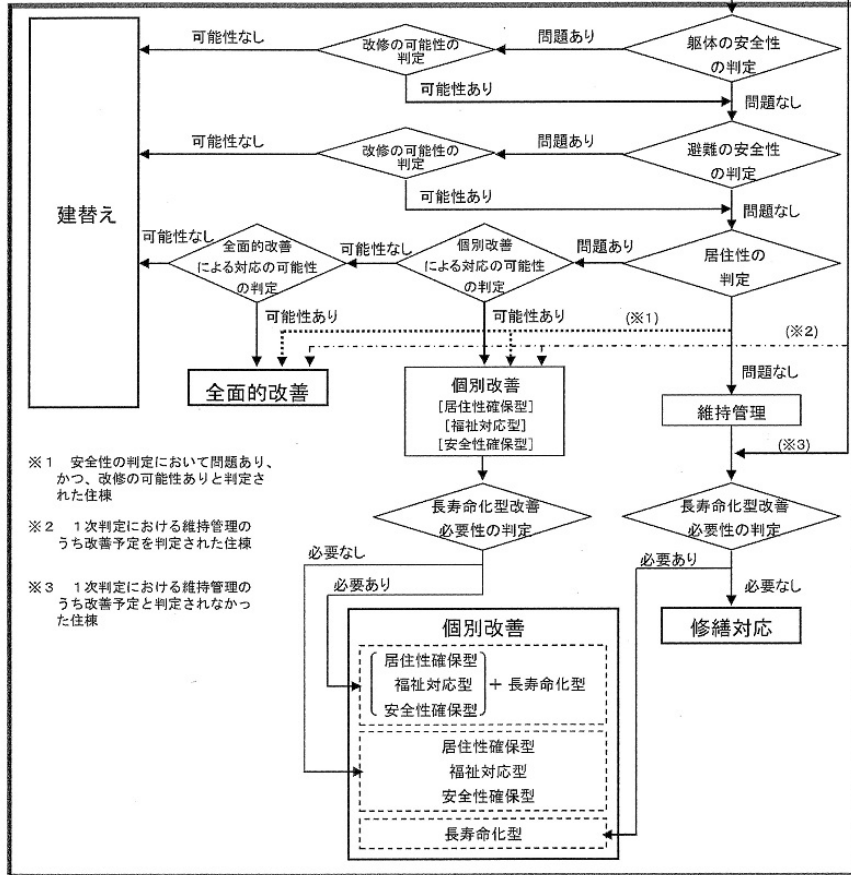 可能性なし
改修の可能性の
判定
問題あり
躯体の安全性
の判定
可能性あり
問題なし
可能性なし
改修の可能性の
判定
問題あり
避難の安全性
の判定
可能性あり
問題なし
建替え
可能性なし
全面的改善
による対応の可能性
の判定
可能性なし
個別改善
による対応の可能性
の判定
問題あり
居住性の
判定
可能性あり
可能性あり
(※1)
(※2)
問題なし
全面的改善
個別改善
[居住性確保型]
[福祉対応型]
[安全性確保型]
維持管理
(※3)
※1 安全性の判定において問題あり、
かつ、改修の可能性ありと判定さ
れた住棟
※2 1次判定における維持管理の
うち改善予定を判定された住棟
※3 1次判定における維持管理の
うち改善予定と判定されなかっ
た住棟
長寿命化型改善
必要性の判定
長寿命化型改善
必要性の判定
必要なし
必要あり
必要あり
必要なし
修繕対応
個別改善
居住性確保型
福祉対応型
安全性確保型
+ 長寿命化型
居住性確保型
福祉対応型
安全性確保型
長寿命化型